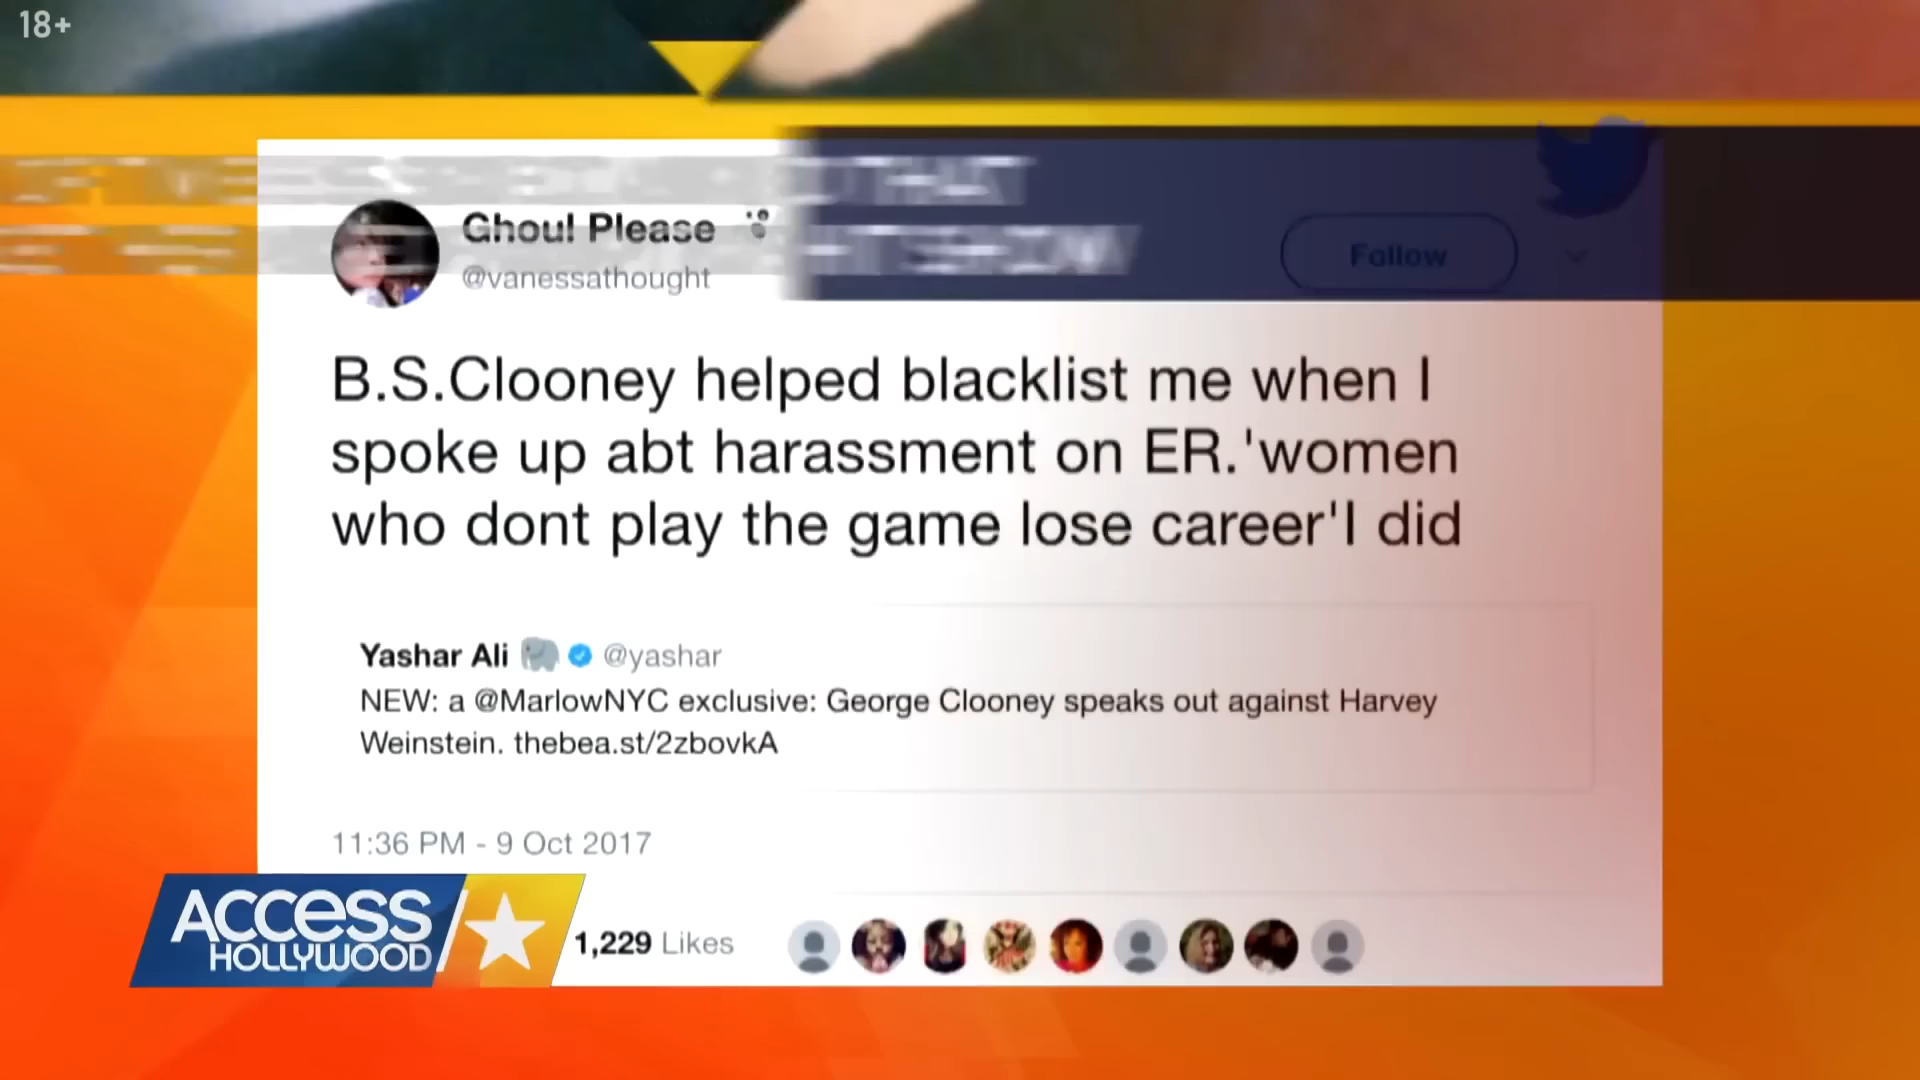 18+
THAT
Ghoul Please
@vanessathought
Follow
B.S.Clooney helped blacklist me when I
spoke up abt harassment on ER.'women
who dont play the game lose career'I did
Yashar Ali @yashar
NEW: a @MarlowNYC exclusive: George Clooney speaks out against Harvey
Weinstein. thebea.st/2zbovkA
11:36 PM - 9 Oct 2017
ACCESS
HOLLYWOOD
1,229 Likes